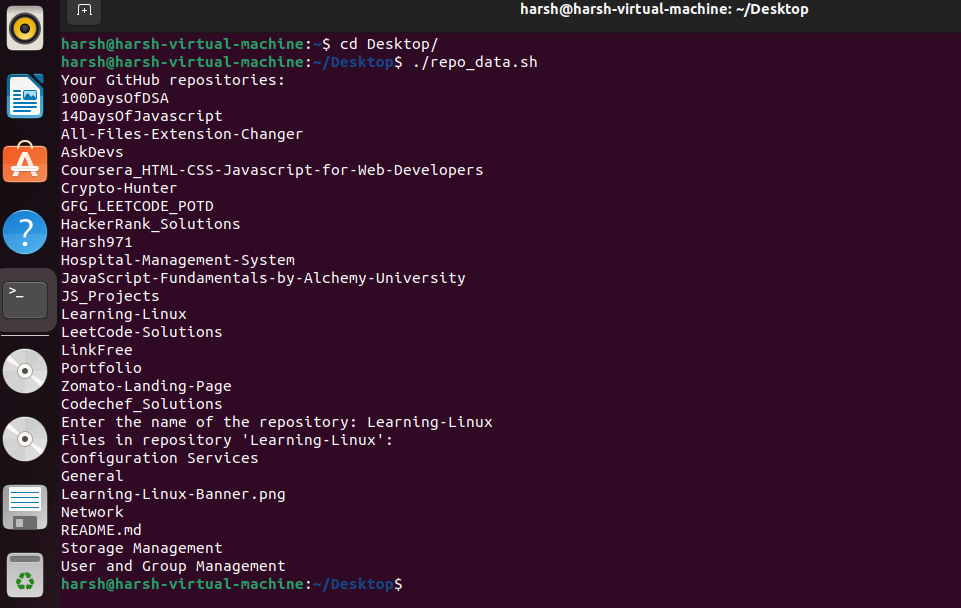 harsh@harsh-virtual-machine: ~/Desktop
harsh@harsh-virtual-machine:~$ cd Desktop/
harsh@harsh-virtual-machine:~/Desktop$ ./repo_data.sh
Your GitHub repositories:
100DaysOfDSA
14DaysOfJavascript
All-Files-Extension-Changer
AskDevs
Coursera_HTML-CSS-Javascript-for-Web-Developers
Crypto-Hunter
GFG_LEETCODE_POTD
HackerRank_Solutions
Harsh971
Hospital-Management-System
JavaScript-Fundamentals-by-Alchemy-University
JS_Projects
Learning-Linux
LeetCode-Solutions
LinkFree
Portfolio
Zomato-Landing-Page
Codechef_Solutions
Enter the name of the repository: Learning-Linux
Files in repository 'Learning-Linux':
Configuration Services
General
Learning-Linux-Banner.png
Network
README.md
Storage Management
User and Group Management
harsh@harsh-virtual-machine:~/Desktop$